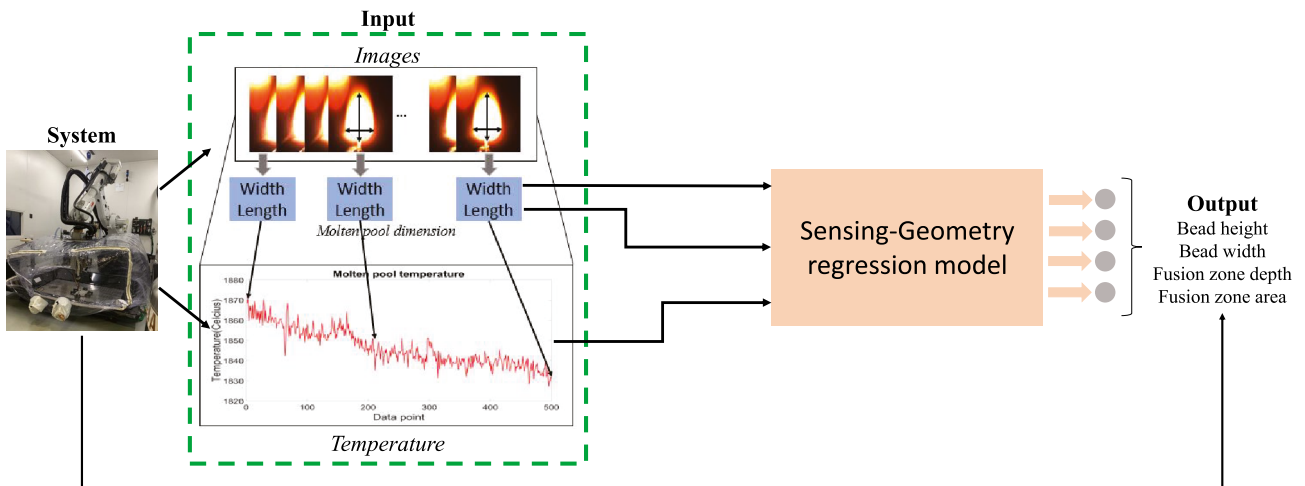 Input
Images
...
System
Width
Length
Width
Length
Width
Length
Molten pool dimension
Molten pool temperature
Temperature(Celcius)
1880
1870
1860
1850
1840
1830
1820
0
100
200
300
400
500
Data point
Temperature
Sensing-Geometry
regression model
Output
Bead height
Bead width
Fusion zone depth
Fusion zone area